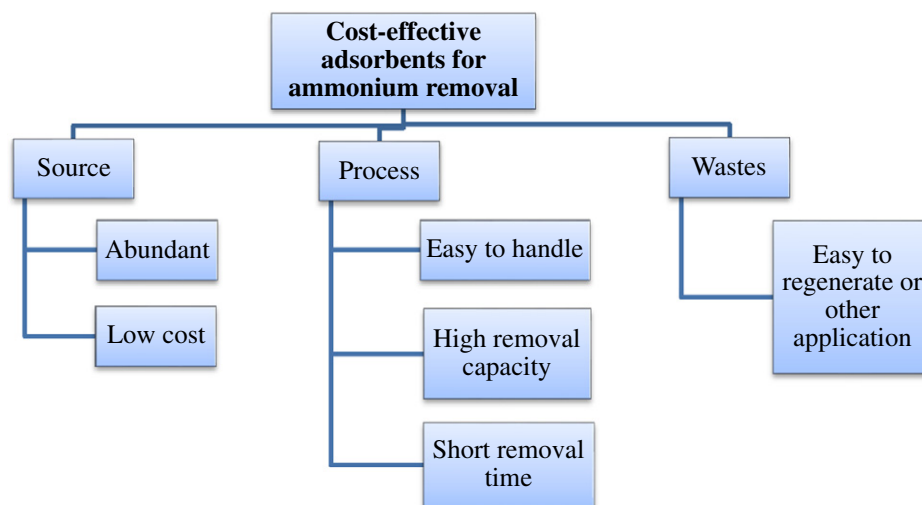 Cost-effective
adsorbents for
ammonium removal
Source
Process
Wastes
Abundant
Low cost
Easy to handle
High removal
capacity
Short removal
time
Easy to
regenerate or
other
application